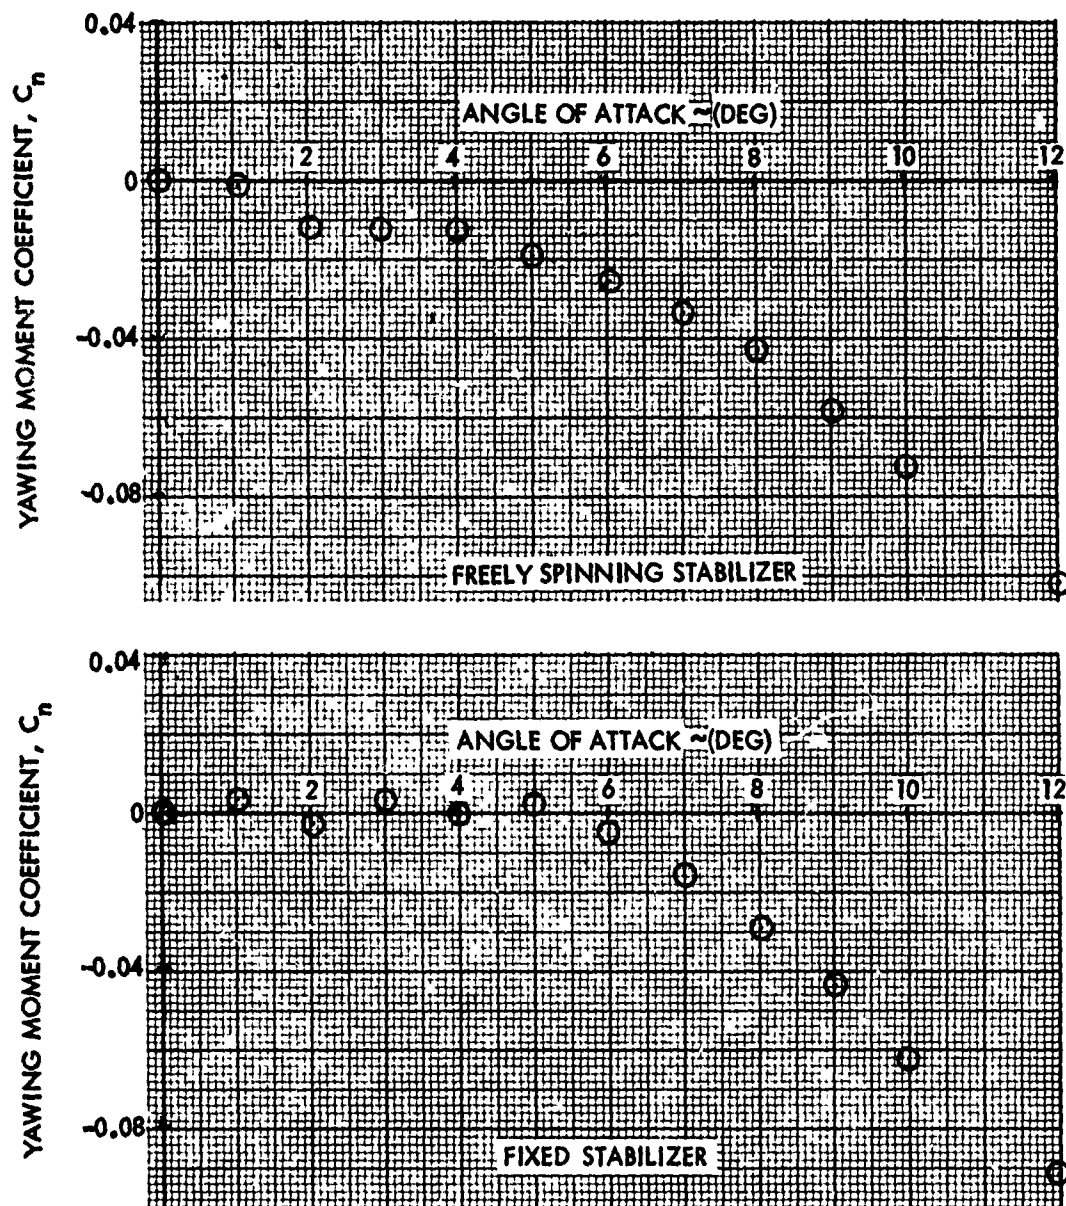 0.04
YAWING MOMENT COEFFICIENT, Cn
ANGLE OF ATTACK ~(DEG)
2 4 6 8 10 12
0
-0.04
-0.08
FREELY SPINNING STABILIZER
0.04
YAWING MOMENT COEFFICIENT, Cn
ANGLE OF ATTACK ~(DEG)
2 4 6 8 10 12
0
-0.04
-0.08
FIXED STABILIZER